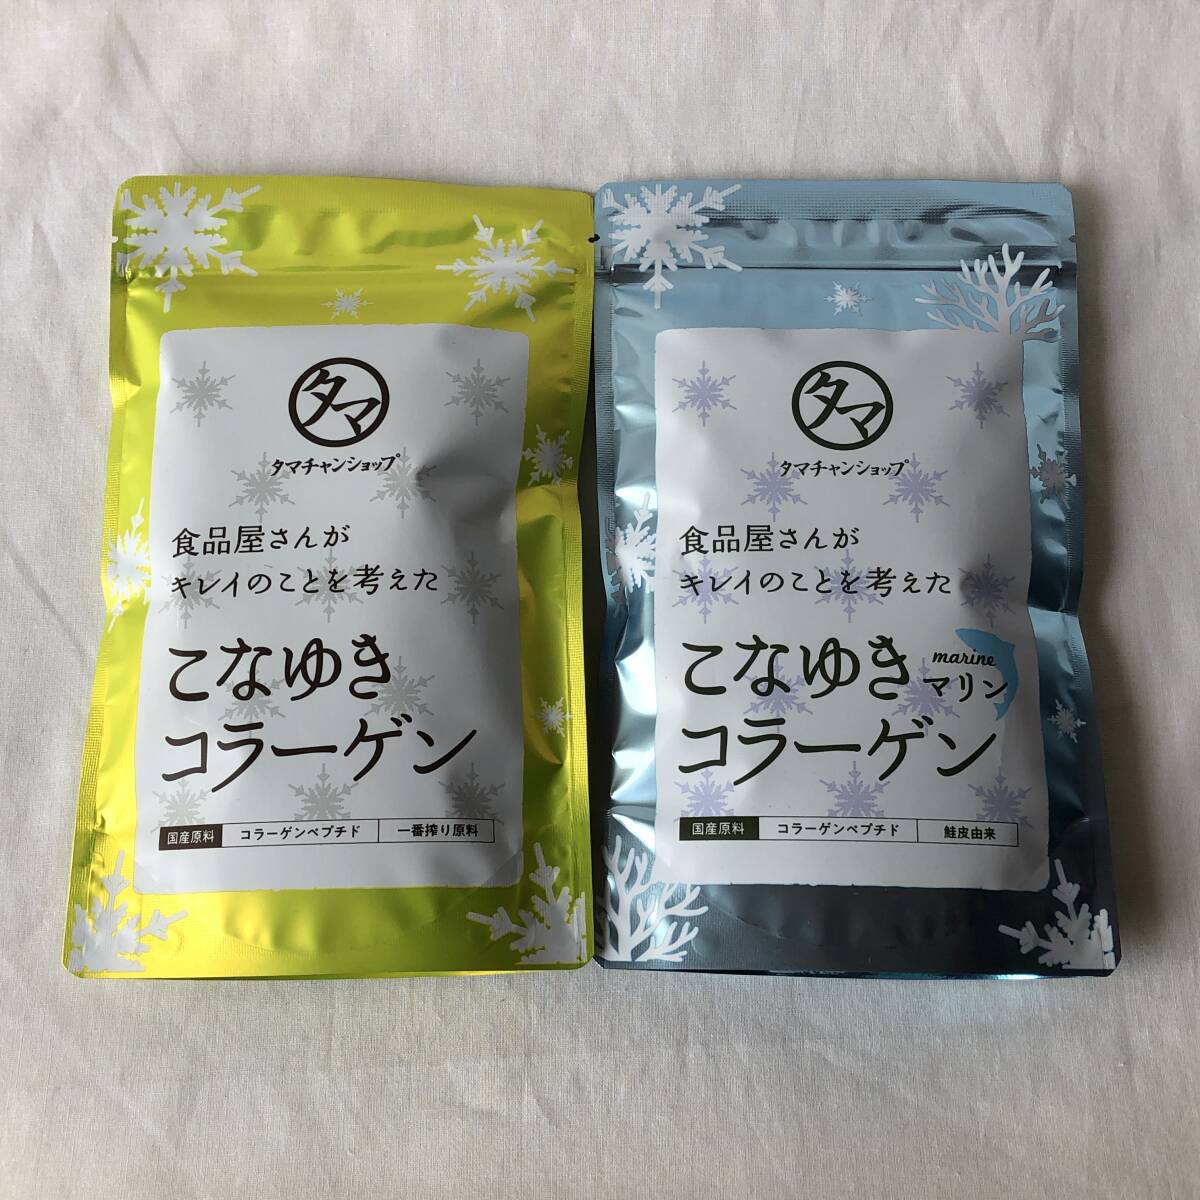 タマ
タマチャンショップ
食品屋さんが
キレイのことを考えた
こなゆき
コラーゲン
国産原料 コラーゲンペプチド 一番搾り原料
タマ
タマチャンショップ
食品屋さんが
キレイのことを考えた
こなゆき marine マリン
コラーゲン
国産原料 コラーゲンペプチド 鮭皮由来